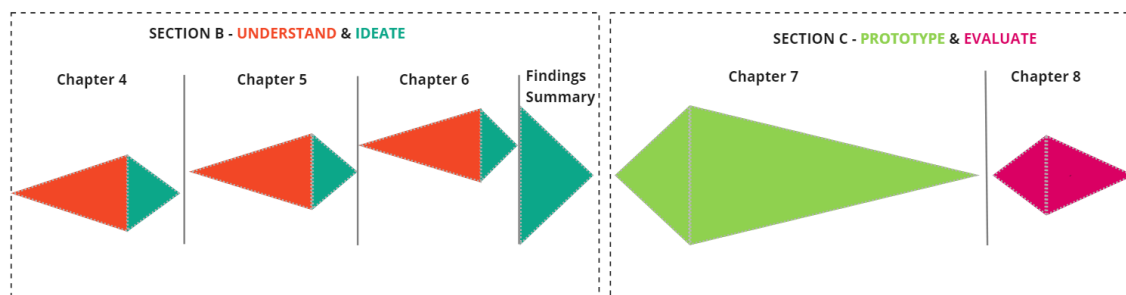 SECTION B - UNDERSTAND & IDEATE
Chapter 4
Chapter 5
Chapter 6
Findings
Summary
SECTION C - PROTOTYPE & EVALUATE
Chapter 7
Chapter 8